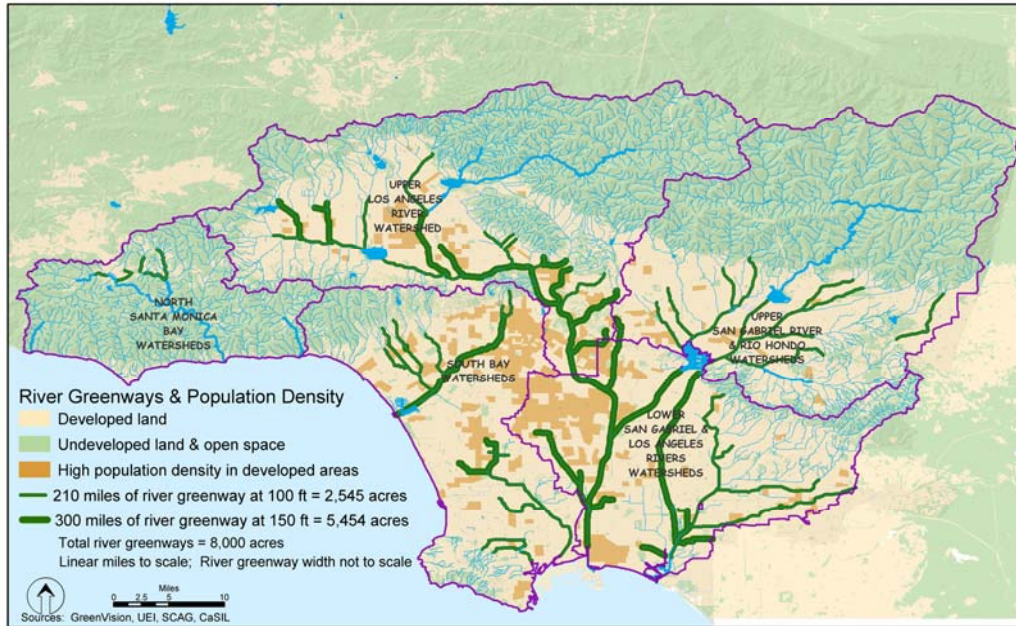 UPPER
LOS ANGELES
RIVER
WATERSHED
NORTH
SANTA MONICA
BAY
WATERSHEDS
SOUTH BAY
WATERSHEDS
UPPER
SAN GABRIEL RIVER
& RIO HONDO
WATERSHEDS
LOWER
SAN GABRIEL &
LOS ANGELES
RIVERS
WATERSHEDS
River Greenways & Population Density
Developed land
Undeveloped land & open space
High population density in developed areas
210 miles of river greenway at 100 ft = 2,545 acres
300 miles of river greenway at 150 ft = 5,454 acres
Total river greenways = 8,000 acres
Linear miles to scale; River greenway width not to scale
Miles
0 2.5 5 10
Sources: GreenVision, UEI, SCAG, CaSIL